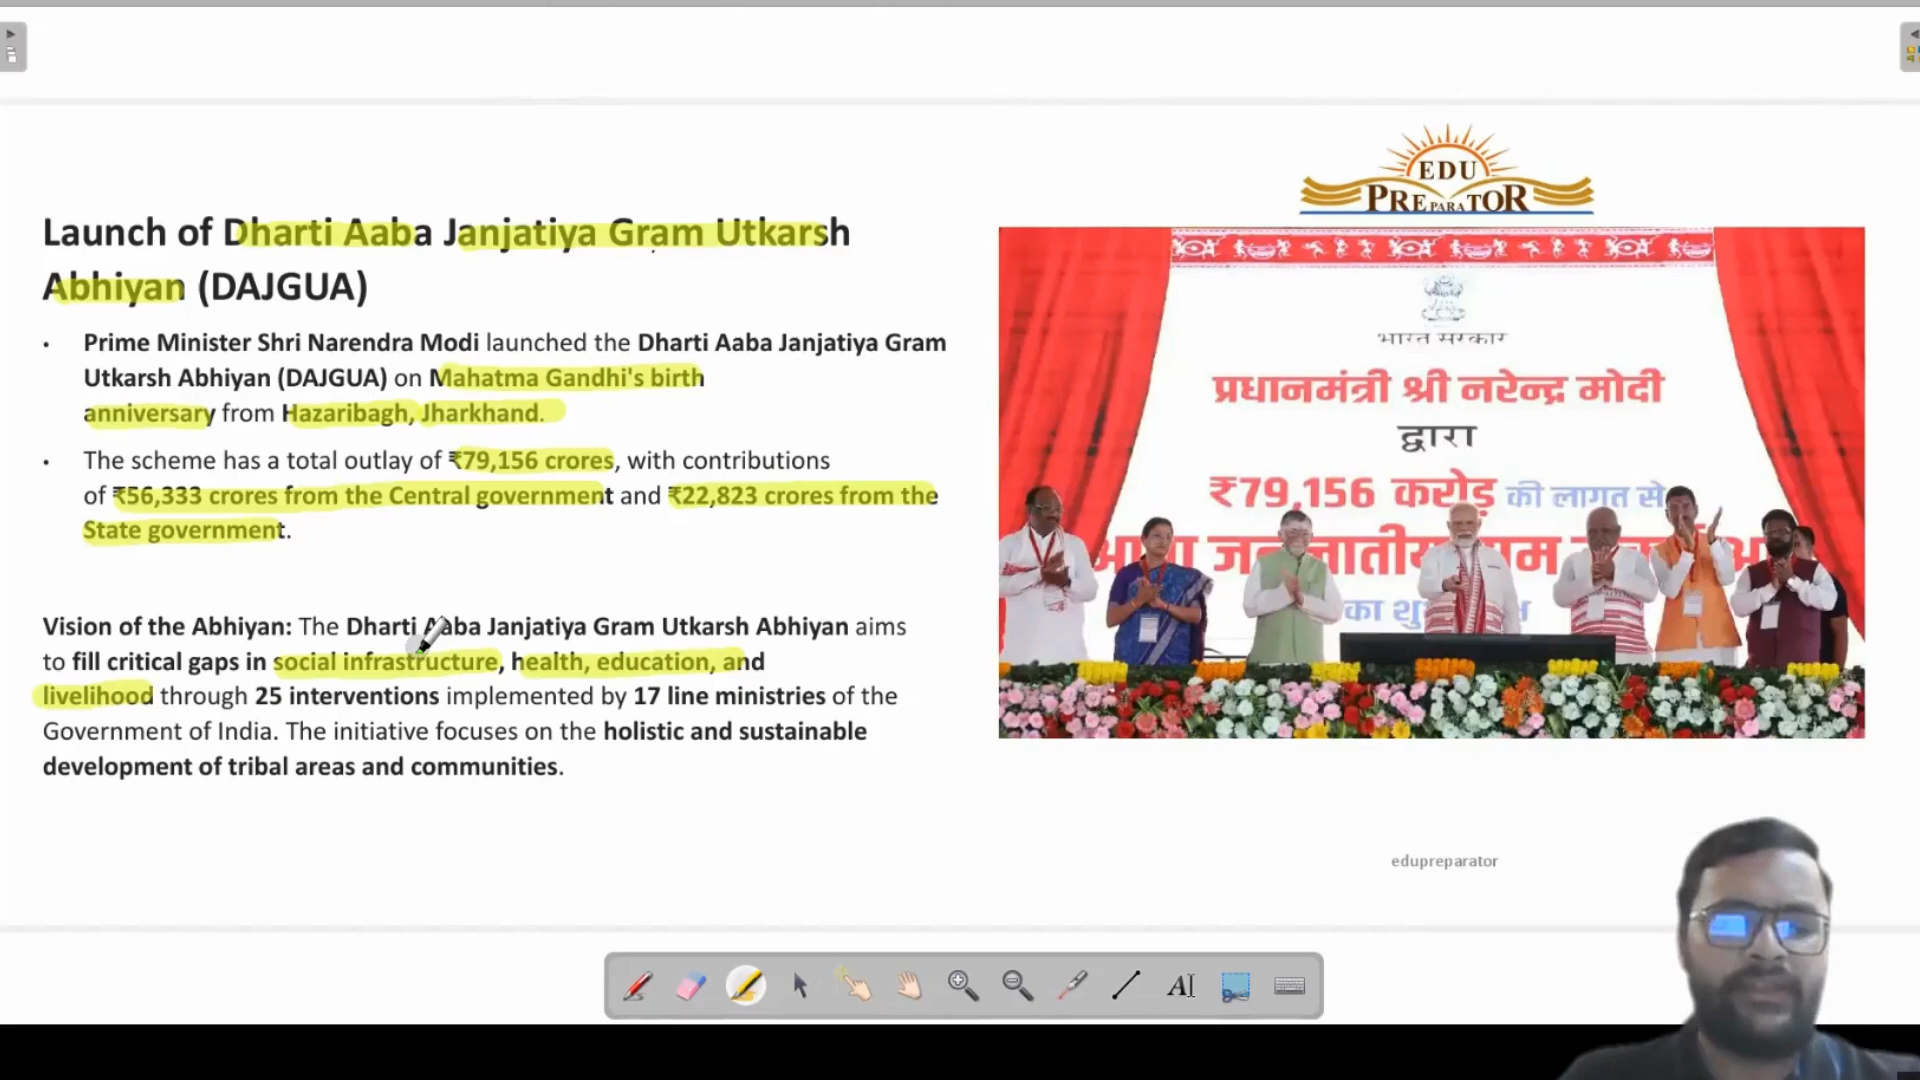 Launch of Dharti Aaba Janjatiya Gram Utkarsh
Abhiyan (DAJGUA)
• Prime Minister Shri Narendra Modi launched the Dharti Aaba Janjatiya Gram
Utkarsh Abhiyan (DAJGUA) on Mahatma Gandhi's birth
anniversary from Hazaribagh, Jharkhand.
• The scheme has a total outlay of ₹79,156 crores, with contributions
of ₹56,333 crores from the Central government and ₹22,823 crores from the
State government.
Vision of the Abhiyan: The Dharti Aaba Janjatiya Gram Utkarsh Abhiyan aims
to fill critical gaps in social infrastructure, health, education, and
livelihood through 25 interventions implemented by 17 line ministries of the
Government of India. The initiative focuses on the holistic and sustainable
development of tribal areas and communities.
EDU
PREPARATOR
भारत सरकार
प्रधानमंत्री श्री नरेन्द्र मोदी
द्वारा
₹79,156 करोड़ की लागत से
का
edupreparator
AI